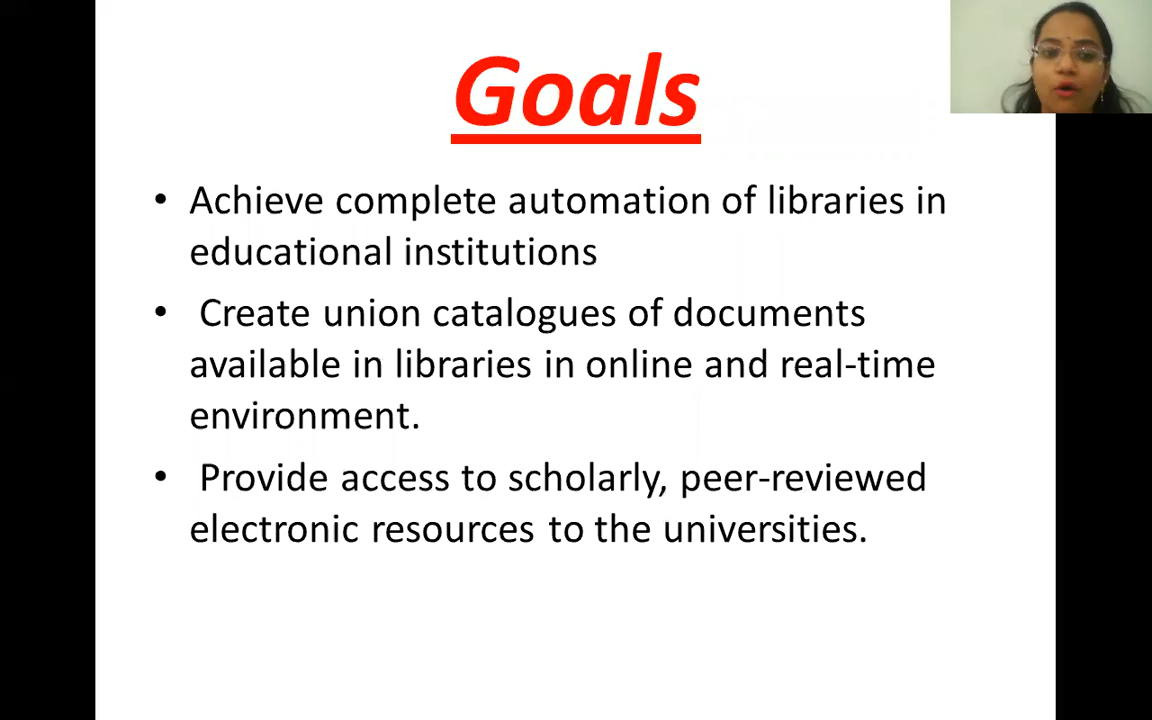 Goals
• Achieve complete automation of libraries in
educational institutions
• Create union catalogues of documents
available in libraries in online and real-time
environment.
• Provide access to scholarly, peer-reviewed
electronic resources to the universities.